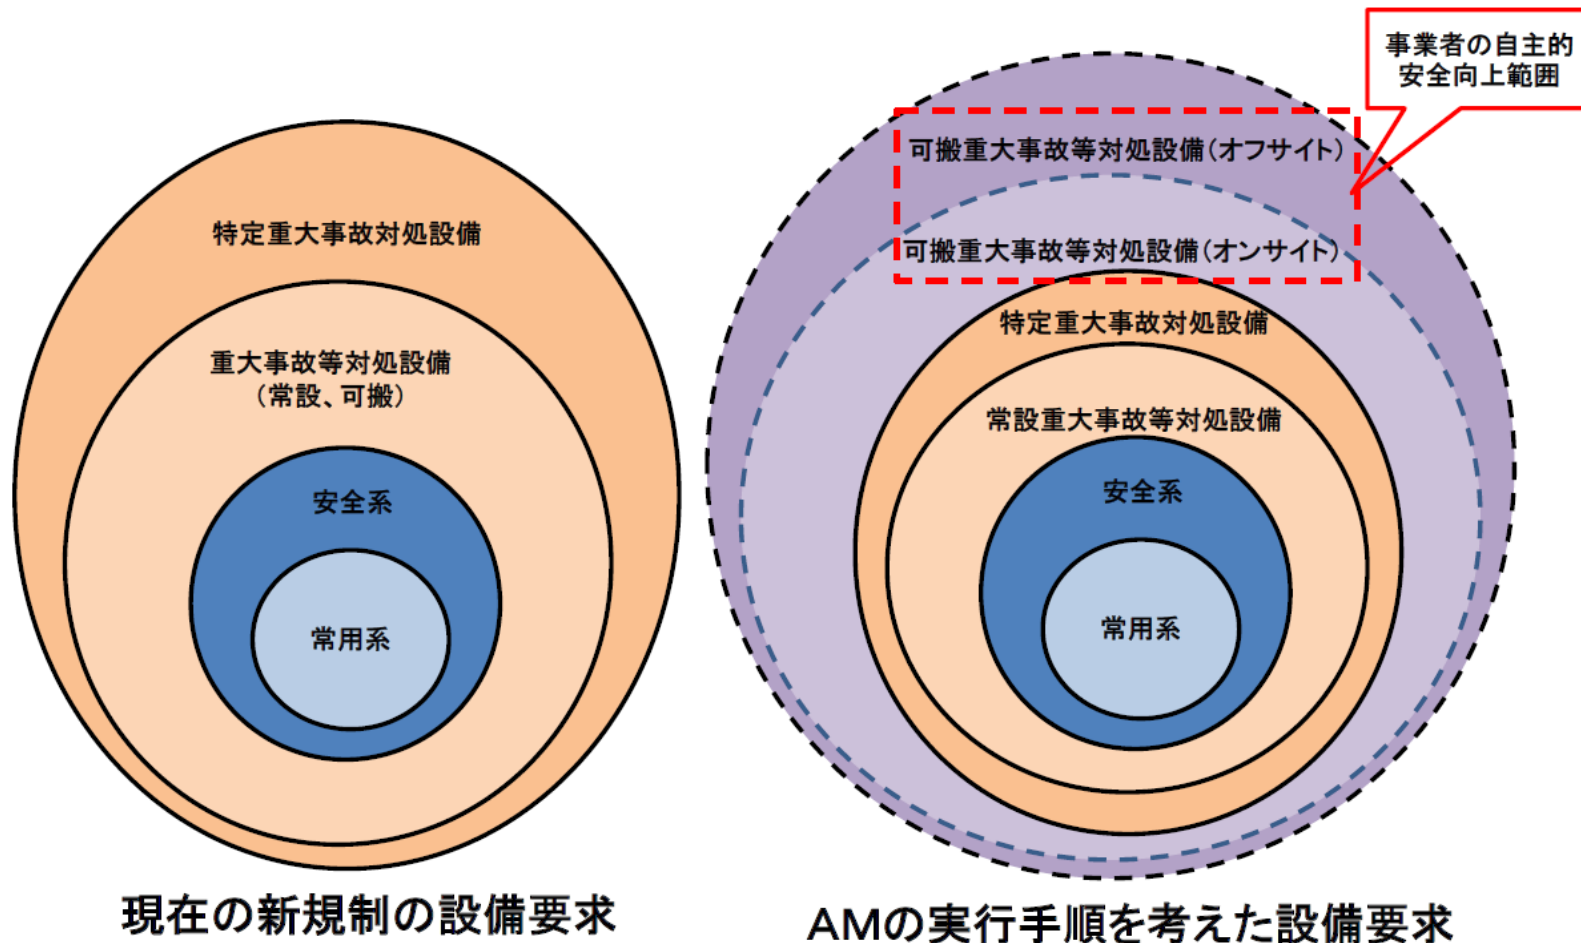 特定重大事故対処設備
重大事故等対処設備
(常設、可搬)
安全系
常用系
現在の新規制の設備要求
事業者の自主的
安全向上範囲
可搬重大事故等対処設備(オフサイト)
可搬重大事故等対処設備(オンサイト)
特定重大事故対処設備
常設重大事故等対処設備
安全系
常用系
AMの実行手順を考えた設備要求